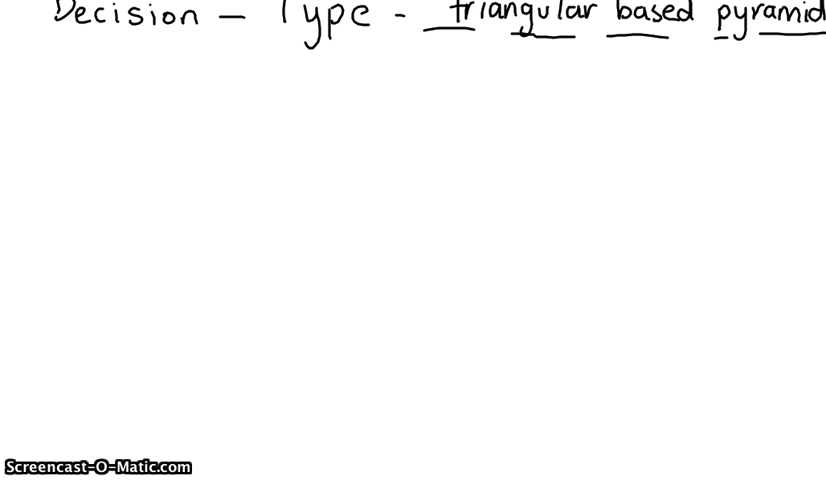 Decision - Type - triangular based pyramid
Screencast-O-Matic.com